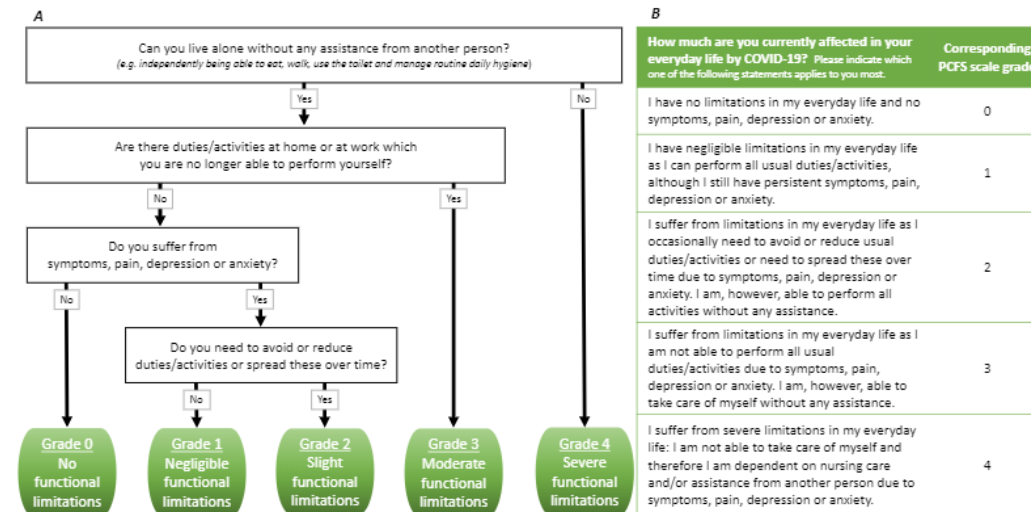 A
Can you live alone without any assistance from another person?
(e.g. independently being able to eat, walk, use the toilet and manage routine daily hygiene)
Yes
No
Are there duties/activities at home or at work which
you are no longer able to perform yourself?
No
Yes
Do you suffer from
symptoms, pain, depression or anxiety?
No
Yes
Do you need to avoid or reduce
duties/activities or spread these over time?
No
Yes
Grade 0
No
functional
limitations
Grade 1
Negligible
functional
limitations
Grade 2
Slight
functional
limitations
Grade 3
Moderate
functional
limitations
Grade 4
Severe
functional
limitations
B
How much are you currently affected in your
everyday life by COVID-19? Please indicate which
one of the following statements applies to you most.
Corresponding
PCFS scale grade
I have no limitations in my everyday life and no
symptoms, pain, depression or anxiety.
0
I have negligible limitations in my everyday life
as I can perform all usual duties/activities,
although I still have persistent symptoms, pain,
depression or anxiety.
1
I suffer from limitations in my everyday life as I
occasionally need to avoid or reduce usual
duties/activities or need to spread these over
time due to symptoms, pain, depression or
anxiety. I am, however, able to perform all
activities without any assistance.
2
I suffer from limitations in my everyday life as I
am not able to perform all usual
duties/activities due to symptoms, pain,
depression or anxiety. I am, however, able to
take care of myself without any assistance.
3
I suffer from severe limitations in my everyday
life: I am not able to take care of myself and
therefore I am dependent on nursing care
and/or assistance from another person due to
symptoms, pain, depression or anxiety.
4